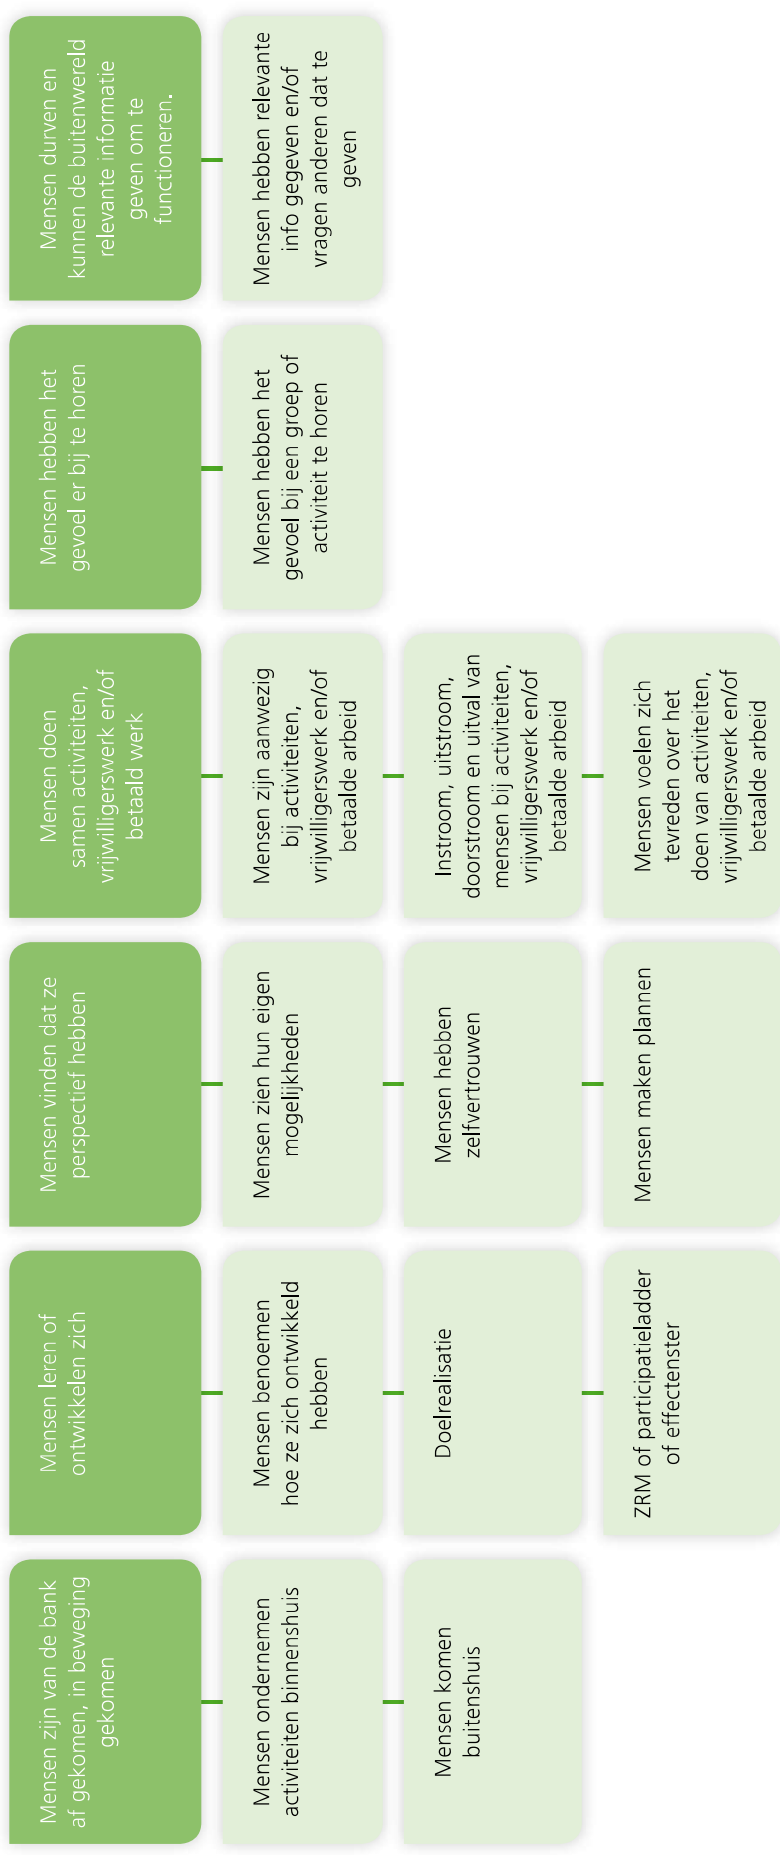 Mensen zijn van de bank
af gekomen, in beweging
gekomen
Mensen ondernemen
activiteiten binnenshuis
Mensen komen
buitenshuis
Mensen leren of
ontwikkelen zich
Mensen benoemen
hoe ze zich ontwikkeld
hebben
Doelrealisatie
ZRM of participatieladder
of effectenster
Mensen vinden dat ze
perspectief hebben
Mensen zien hun eigen
mogelijkheden
Mensen hebben
zelfvertrouwen
Mensen maken plannen
Mensen doen
samen activiteiten,
vrijwilligerswerk en/of
betaald werk
Mensen zijn aanwezig
bij activiteiten,
vrijwilligerswerk en/of
betaalde arbeid
Instroom, uitstroom,
doorstroom en uitval van
mensen bij activiteiten,
vrijwilligerswerk en/of
betaalde arbeid
Mensen voelen zich
tevreden over het
doen van activiteiten,
vrijwilligerswerk en/of
betaalde arbeid
Mensen hebben het
gevoel er bij te horen
Mensen hebben het
gevoel bij een groep of
activiteit te horen
Mensen durven en
kunnen de buitenwereld
relevante informatie
geven om te
functioneren.
Mensen hebben relevante
info gegeven en/of
vragen anderen dat te
geven